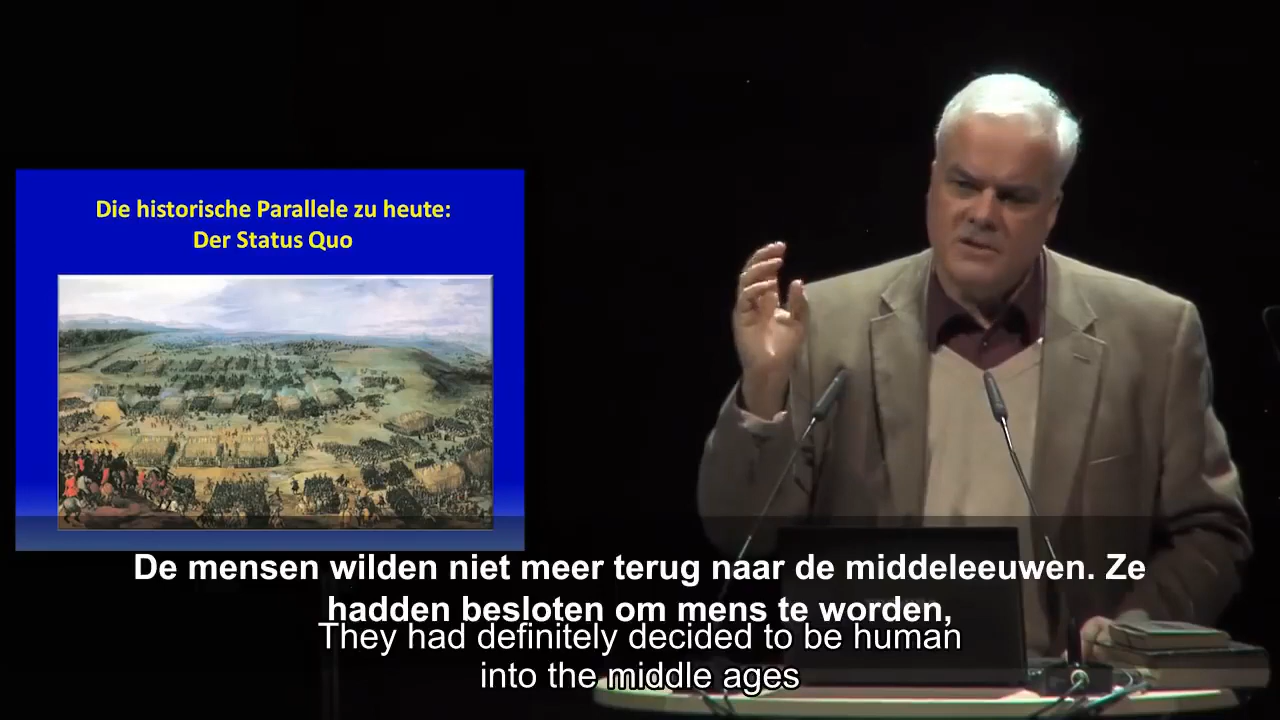 Die historische Parallele zu heute:
Der Status Quo
De mensen wilden niet meer terug naar de middeleeuwen. Ze
hadden besloten om mens te worden,
They had definitely decided to be human
into the middle ages